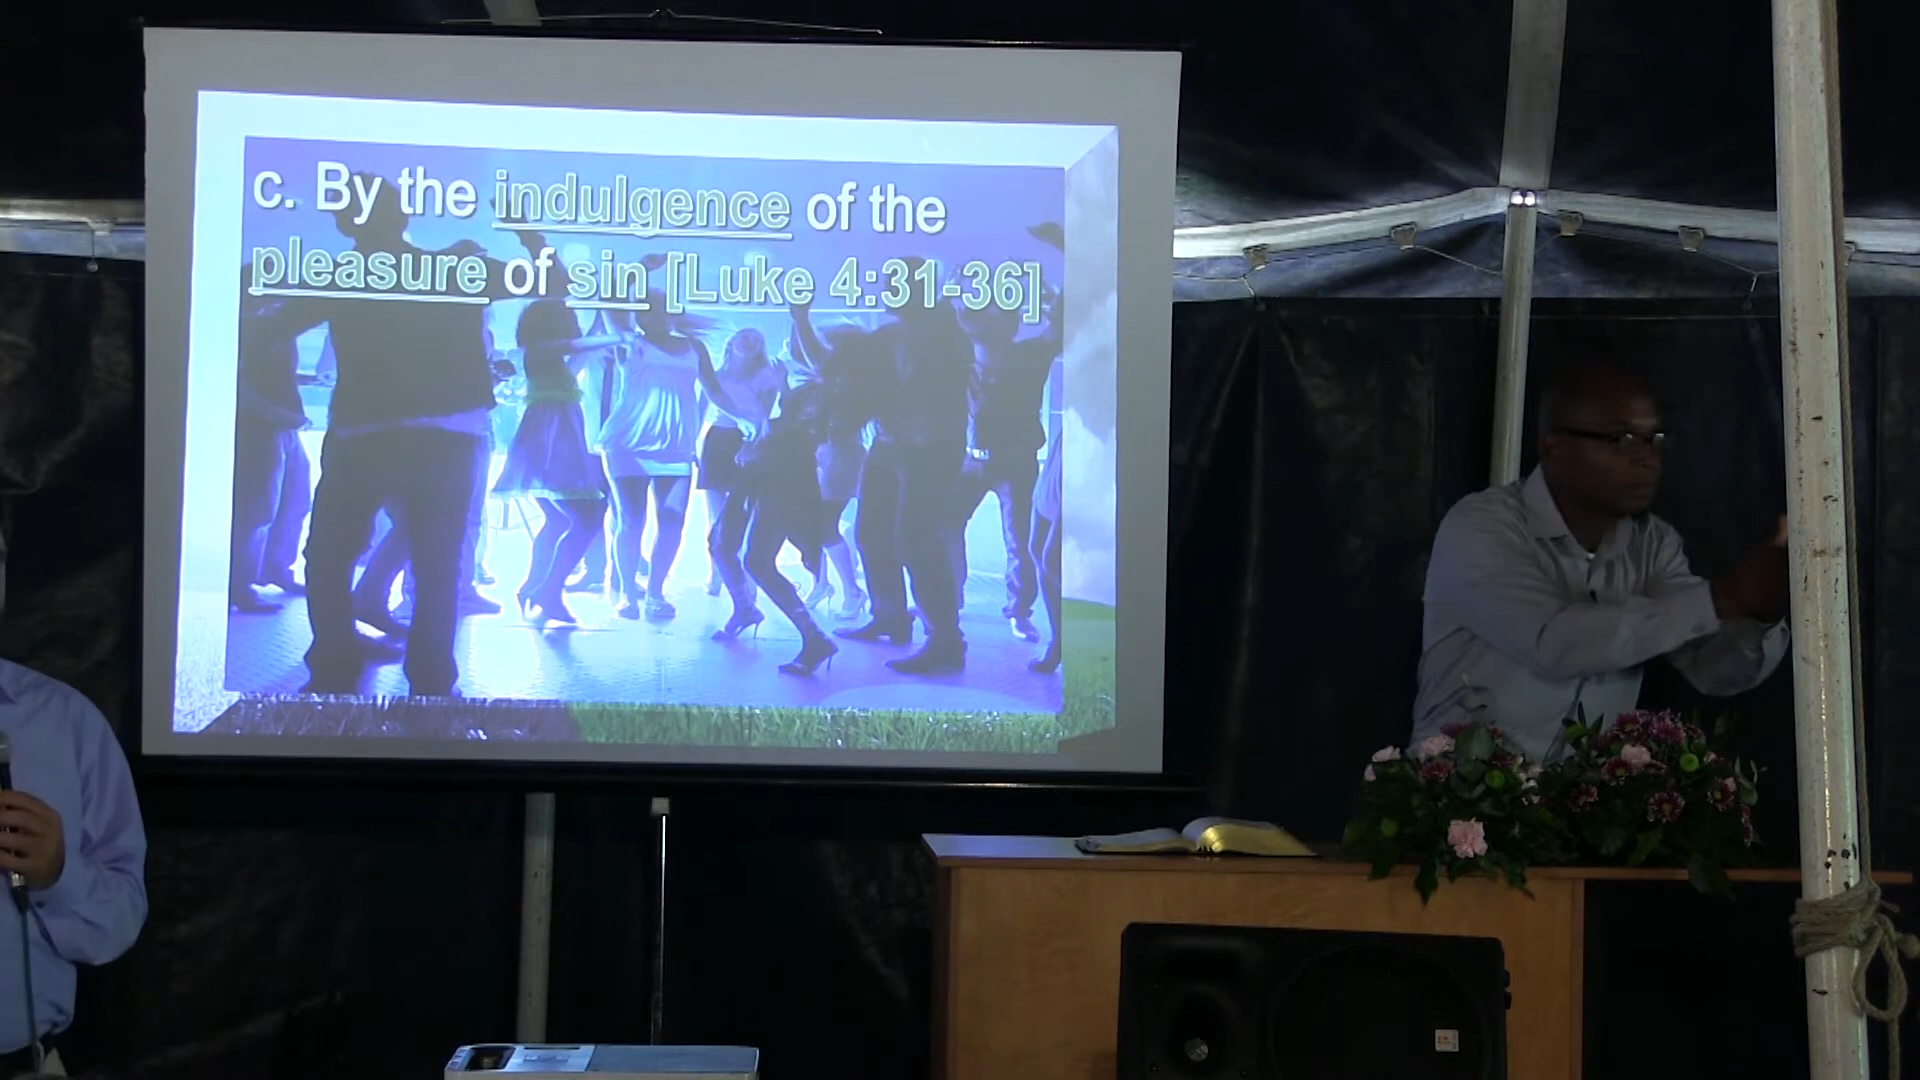 c. By the indulgence of the
pleasure of sin [Luke 4:31-36]